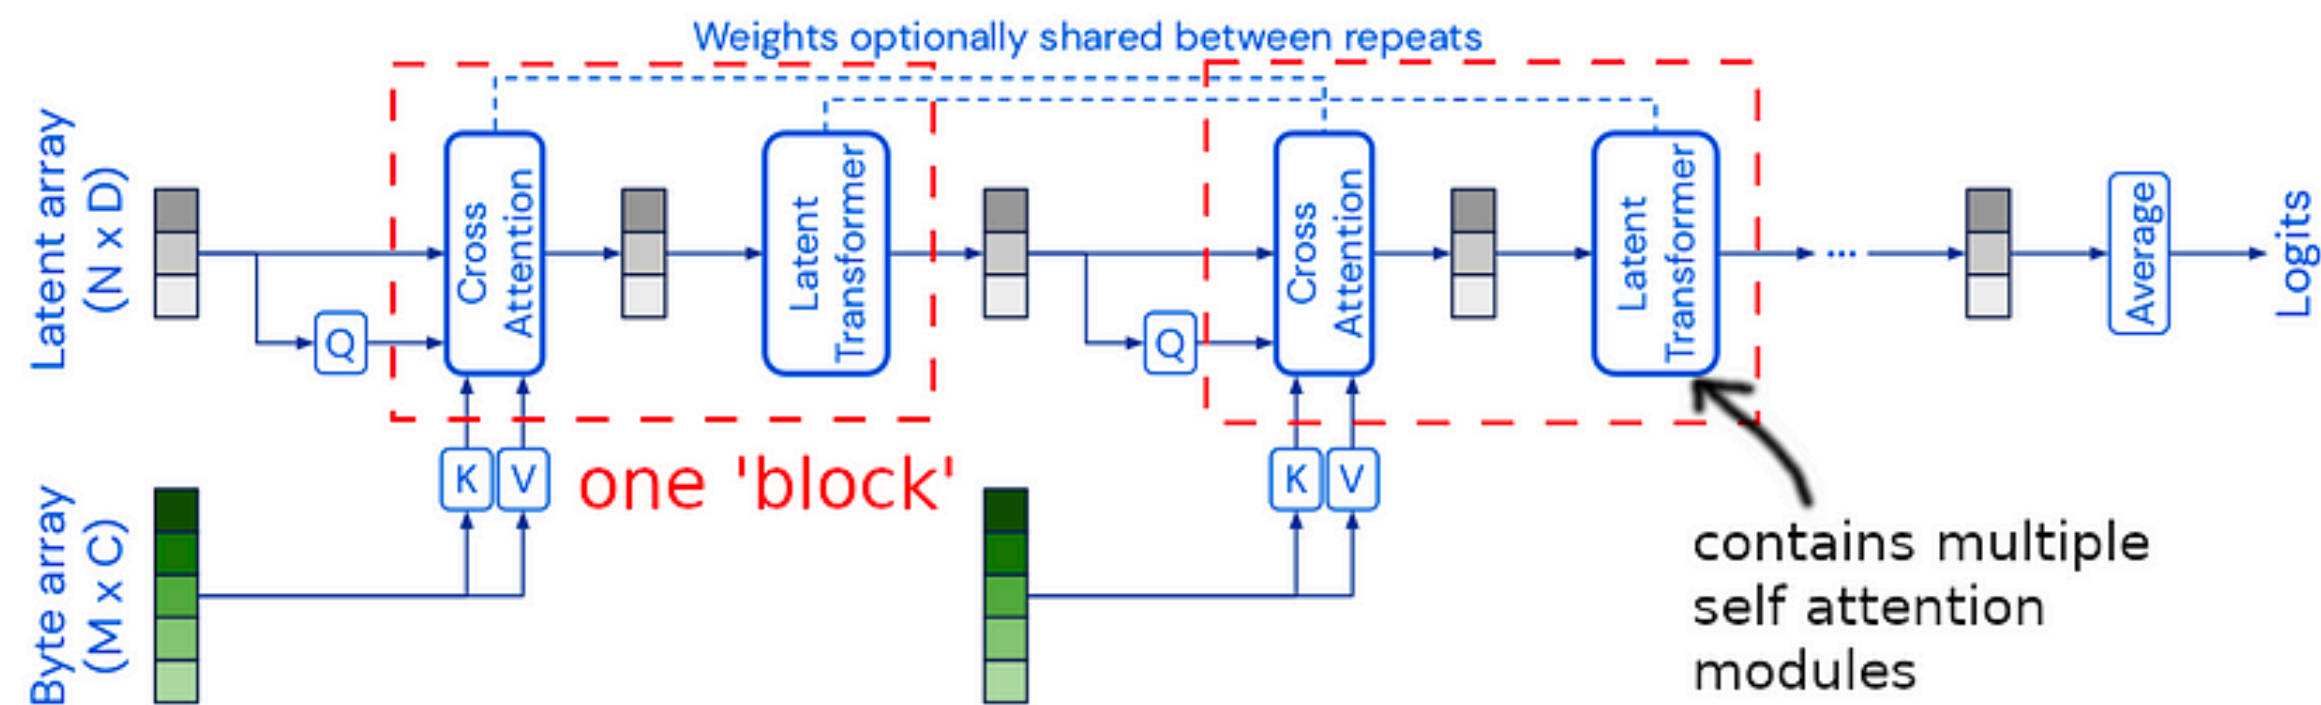 Weights optionally shared between repeats
Latent array
(N x D)
Q
Cross
Attention
Latent
Transformer
Q
Cross
Attention
Latent
Transformer
...
Average
Logits
Byte array
(M x C)
K
V
one 'block'
K
V
contains multiple
self attention
modules